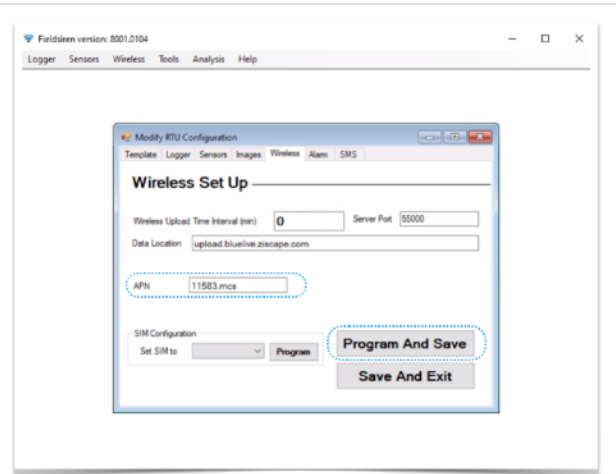 Fieldsiren version: 8001.0104
Logger Sensors Wireless Tools Analysis Help
Modify RTU Configuration
Template Logger Sensors Images Wireless Alarm SMS
Wireless Set Up
Wireless Upload Time Interval (min) 0 Server Port 55000
Data Location upload.bluelive.ziscape.com
APN 11583.mcs
SIM Configuration
Set SIM to Program
Program And Save
Save And Exit